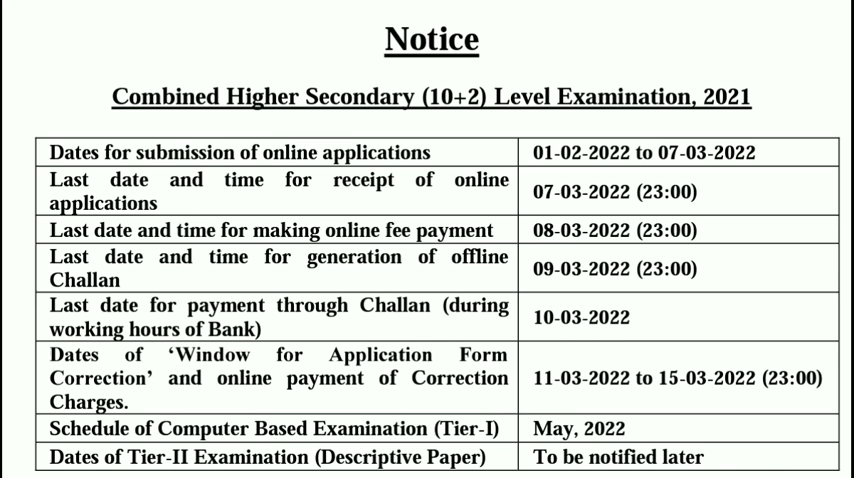 Notice
Combined Higher Secondary (10+2) Level Examination, 2021
Dates for submission of online applications 01-02-2022 to 07-03-2022
Last date and time for receipt of online
applications 07-03-2022 (23:00)
Last date and time for making online fee payment 08-03-2022 (23:00)
Last date and time for generation of offline
Challan 09-03-2022 (23:00)
Last date for payment through Challan (during
working hours of Bank) 10-03-2022
Dates of ‘Window for Application Form
Correction’ and online payment of Correction
Charges. 11-03-2022 to 15-03-2022 (23:00)
Schedule of Computer Based Examination (Tier-I) May, 2022
Dates of Tier-II Examination (Descriptive Paper) To be notified later